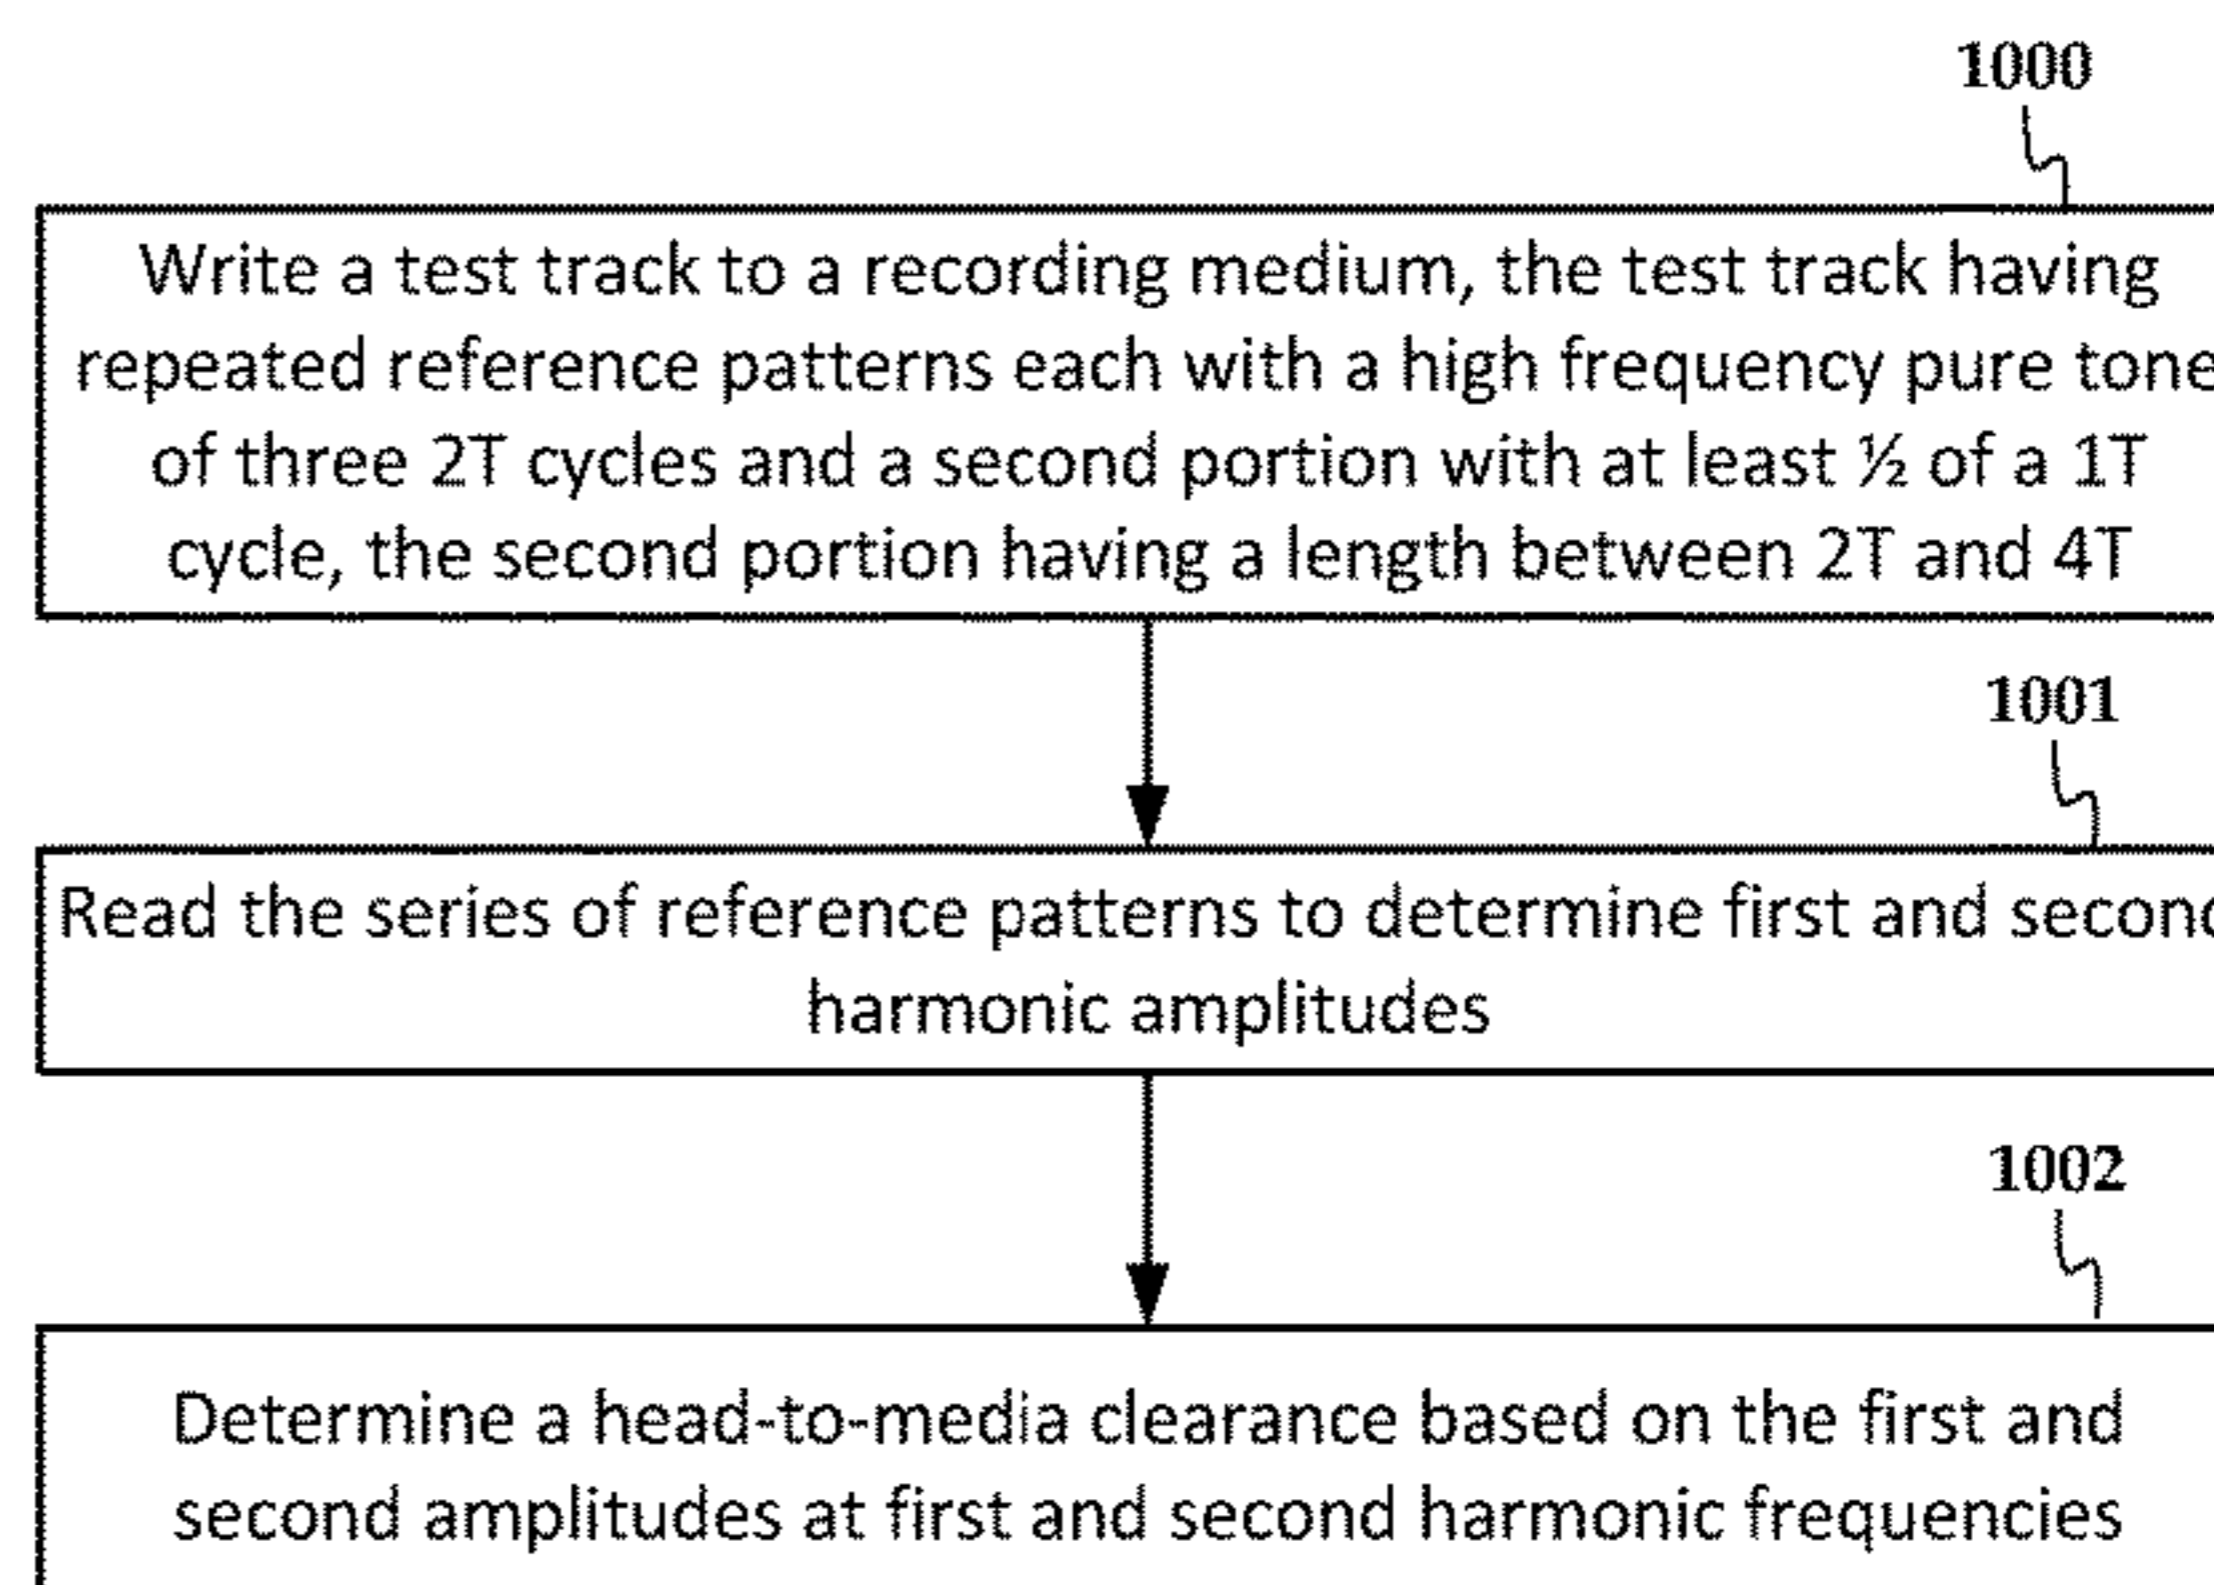 1000
Write a test track to a recording medium, the test track having
repeated reference patterns each with a high frequency pure tone
of three 2T cycles and a second portion with at least ½ of a 1T
cycle, the second portion having a length between 2T and 4T
1001
Read the series of reference patterns to determine first and second
harmonic amplitudes
1002
Determine a head-to-media clearance based on the first and
second amplitudes at first and second harmonic frequencies